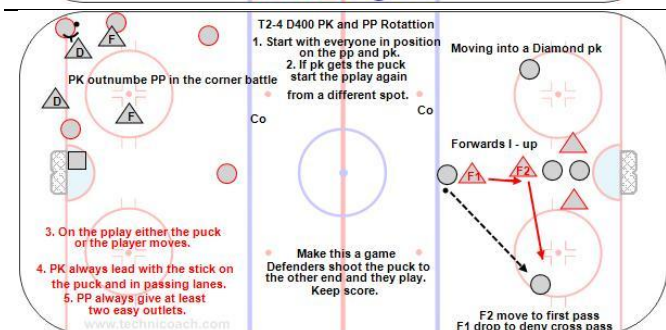 T2-4 D400 PK and PP Rotattion
1. Start with everyone in position
on the pp and pk.
2. If pk gets the puck
start the pplay again
from a different spot.
Moving into a Diamond pk
F
D
PK outnumbe PP in the corner battle
D
F
Co
Co
Forwards I - up
F1
F2
3. On the pplay either the puck
or the player moves.
4. PK always lead with the stick on
the puck and in passing lanes.
5. PP always give at least
two easy outlets.
Make this a game
Defenders shoot the puck to
the other end and they play.
Keep score.
www.technicoach.com
F2 move to first pass
F1 drop to deny cross pass